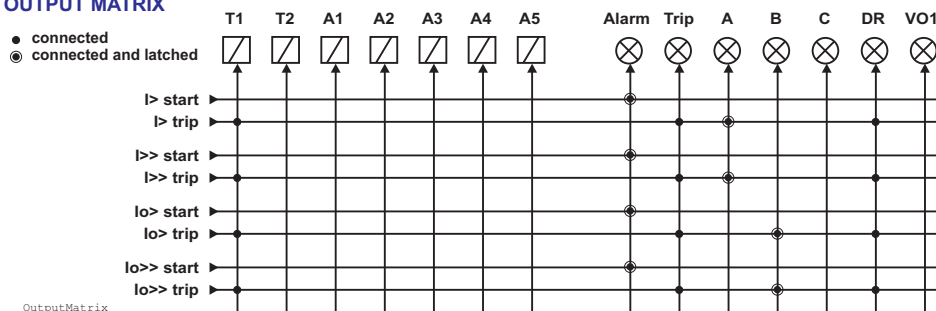 OUTPUT MATRIX
connected
connected and latched
T1 T2 A1 A2 A3 A4 A5 Alarm Trip A B C DR VO1
I> start
I> trip
I>> start
I>> trip
Io> start
Io> trip
Io>> start
Io>> trip
OutputMatrix